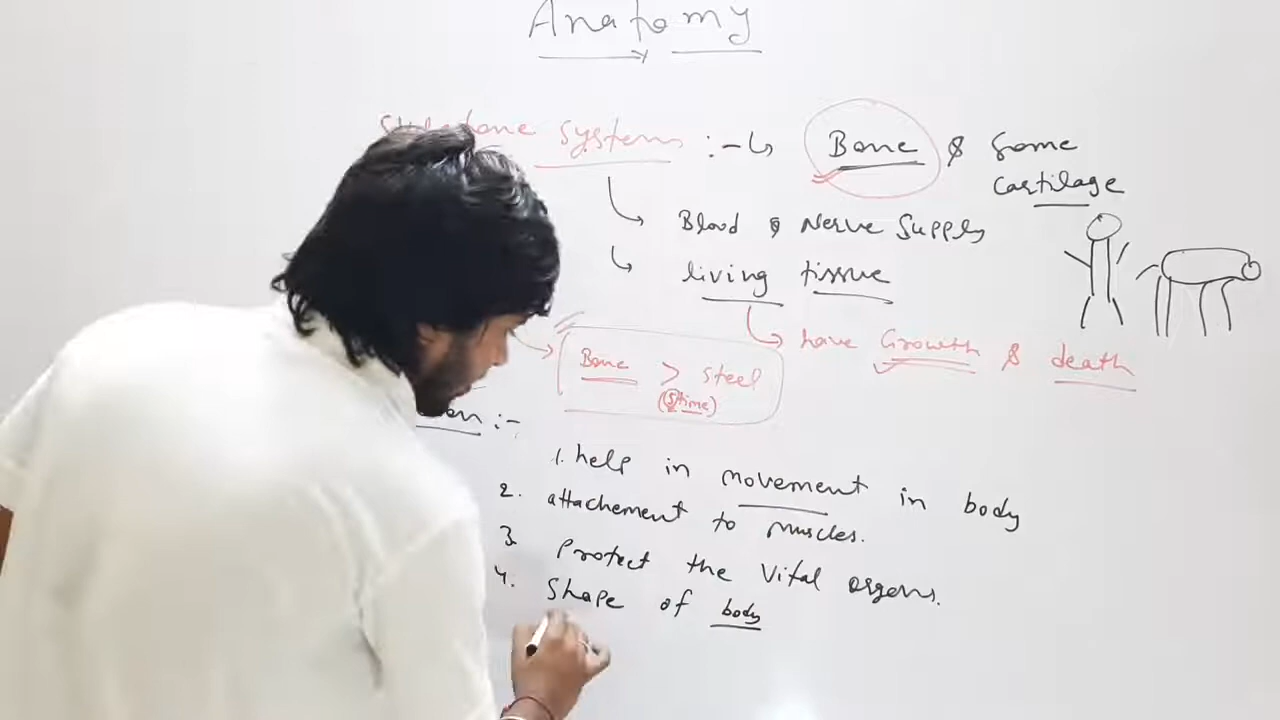 Anatomy
systems :-↳ Bone & Some
Cartilage
↳ Blood & Nerve Supply
↳ living tissue
↳ have Growth & death
Bone > Steel
(5 time)
:-
1. help in movement in body
2. attachement to muscles.
3. Protect the Vital organs.
4. Shape of body